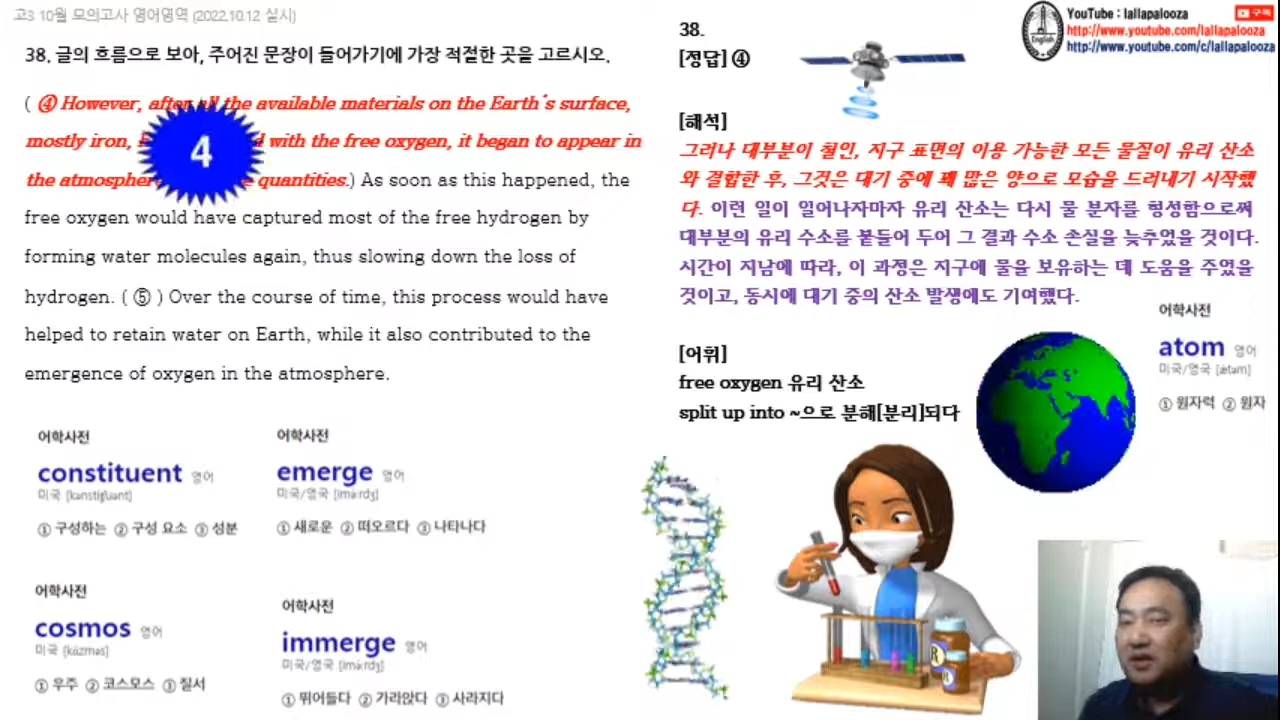 고3 10월 모의고사 영어영역 (2022.10.12 실시)
38. 글의 흐름으로 보아, 주어진 문장이 들어가기에 가장 적절한 곳을 고르시오.
( ④ However, after all the available materials on the Earth's surface,
mostly iron, with the free oxygen, it began to appear in
the atmosphere quantities.) As soon as this happened, the
4
free oxygen would have captured most of the free hydrogen by
forming water molecules again, thus slowing down the loss of
hydrogen. ( ⑤ ) Over the course of time, this process would have
helped to retain water on Earth, while it also contributed to the
emergence of oxygen in the atmosphere.
어학사전
constituent 영어
미국
① 구성하는 ② 구성 요소 ③ 성분
어학사전
emerge 영어
미국/영국
① 새로운 ② 떠오르다 ③ 나타나다
어학사전
cosmos 영어
미국
① 우주 ② 코스모스 ③ 질서
어학사전
immerge 영어
미국/영국
① 뛰어들다 ② 가라앉다 ③ 사라지다
38.
[정답] ④
[해석]
그러나 대부분이 철인, 지구 표면의 이용 가능한 모든 물질이 유리 산소
와 결합한 후, 그것은 대기 중에 꽤 많은 양으로 모습을 드러내기 시작했
다. 이런 일이 일어나자마자 유리 산소는 다시 물 분자를 형성함으로써
대부분의 유리 수소를 붙들어 두어 그 결과 수소 손실을 늦추었을 것이다.
시간이 지남에 따라, 이 과정은 지구에 물을 보유하는 데 도움을 주었을
것이고, 동시에 대기 중의 산소 발생에도 기여했다.
[어휘]
free oxygen 유리 산소
split up into ~으로 분해[분리]되다
어학사전
atom 영어
미국/영국 [ætəm]
① 원자력 ② 원자
English
YouTube : lallapalooza
구독
http://www.youtube.com/lallapalooza
http://www.youtube.com/c/lallapalooza
R
R